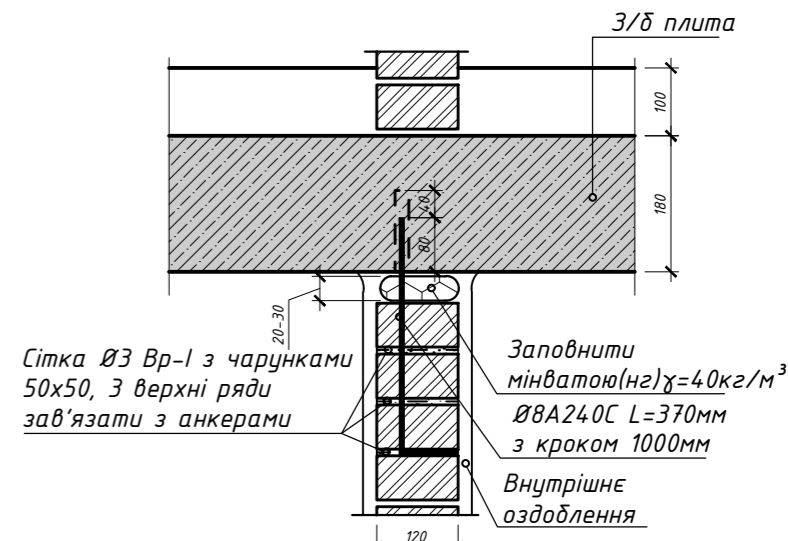 З/б плита
100
180
40
80
20-30
Сітка Ø3 Вр-І з чарунками
50х50, 3 верхні ряди
зав'язати з анкерами
Заповнити
мінватою(нг)γ=40кг/м³
Ø8А240С L=370мм
з кроком 1000мм
Внутрішнє
оздоблення
120